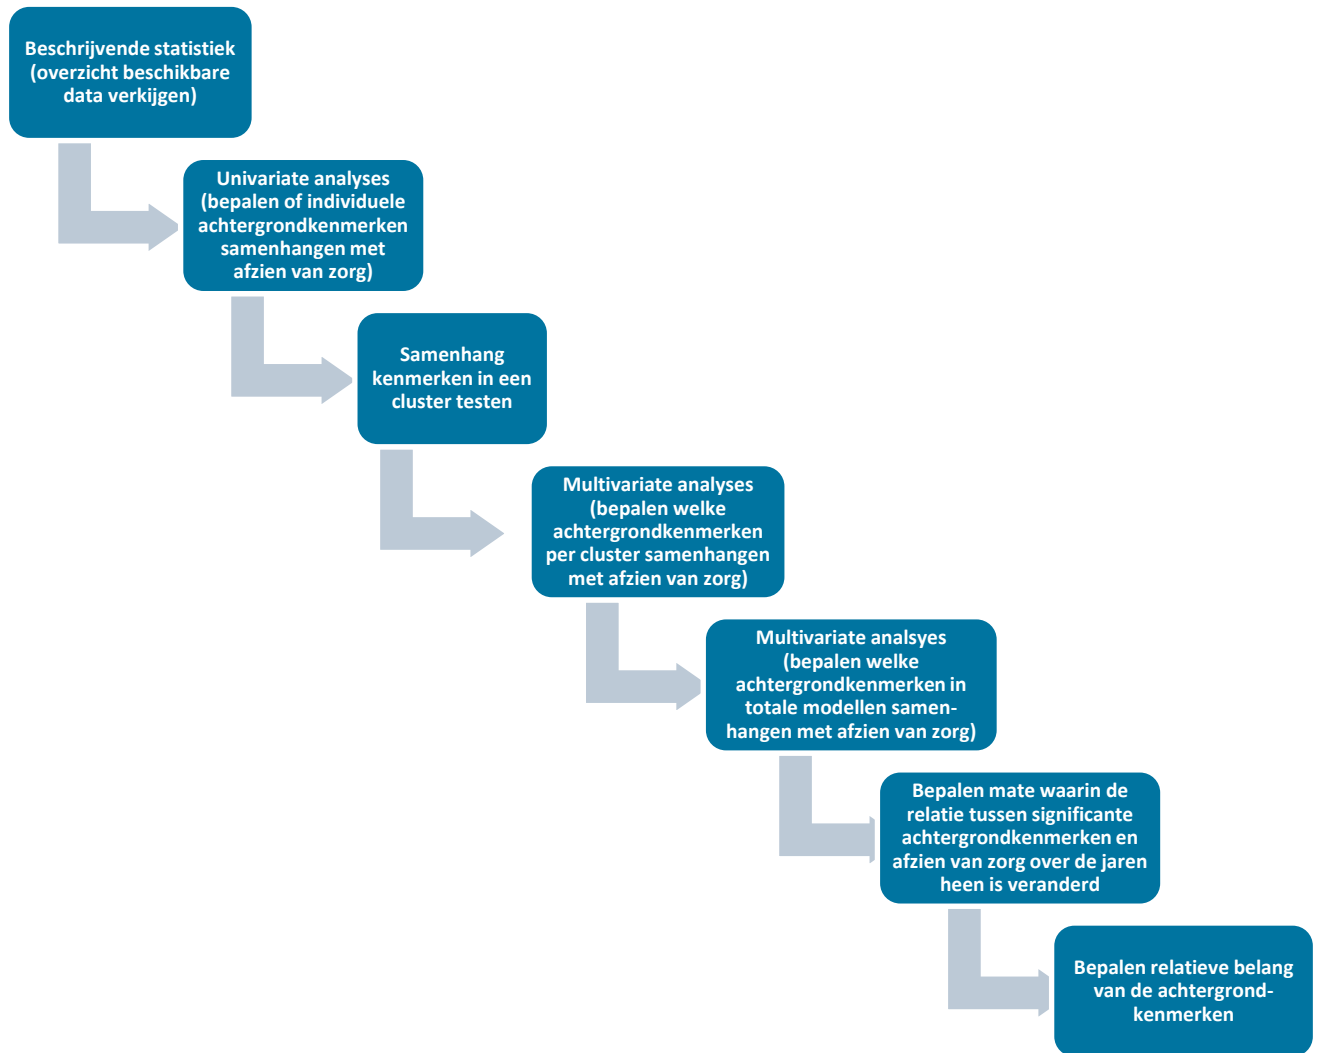 Beschrijvende statistiek
(overzicht beschikbare
data verkijgen)
Univariate analyses
(bepalen of individuele
achtergrondkenmerken
samenhangen met
afzien van zorg)
Samenhang
kenmerken in een
cluster testen
Multivariate analyses
(bepalen welke
achtergrondkenmerken
per cluster samenhangen
met afzien van zorg)
Multivariate analsyes
(bepalen welke
achtergrondkenmerken in
totale modellen samen-
hangen met afzien van zorg)
Bepalen mate waarin de
relatie tussen significante
achtergrondkenmerken en
afzien van zorg over de jaren
heen is veranderd
Bepalen relatieve belang
van de achtergrond-
kenmerken